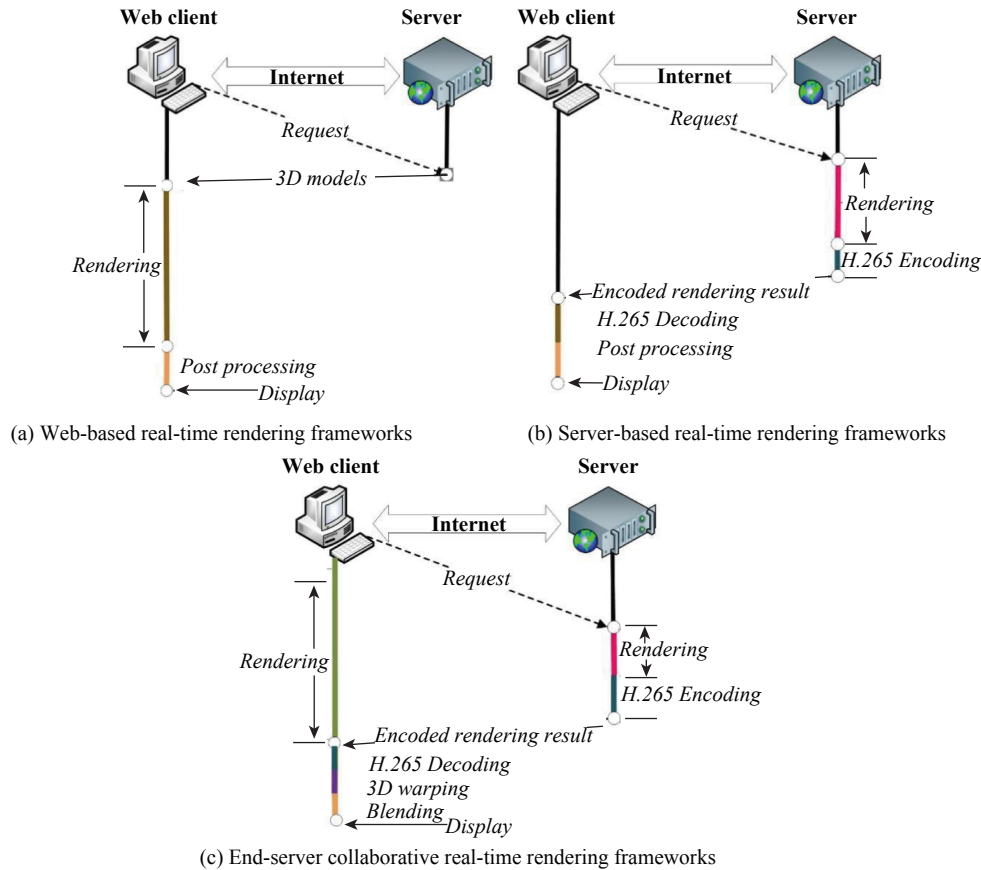 Web client
Server
Internet
Request
3D models
Rendering
Post processing
Display
(a) Web-based real-time rendering frameworks
Web client
Server
Internet
Request
Rendering
H.265 Encoding
Encoded rendering result
H.265 Decoding
Post processing
Display
(b) Server-based real-time rendering frameworks
Web client
Server
Internet
Request
Rendering
Rendering
H.265 Encoding
Encoded rendering result
H.265 Decoding
3D warping
Blending
Display
(c) End-server collaborative real-time rendering frameworks